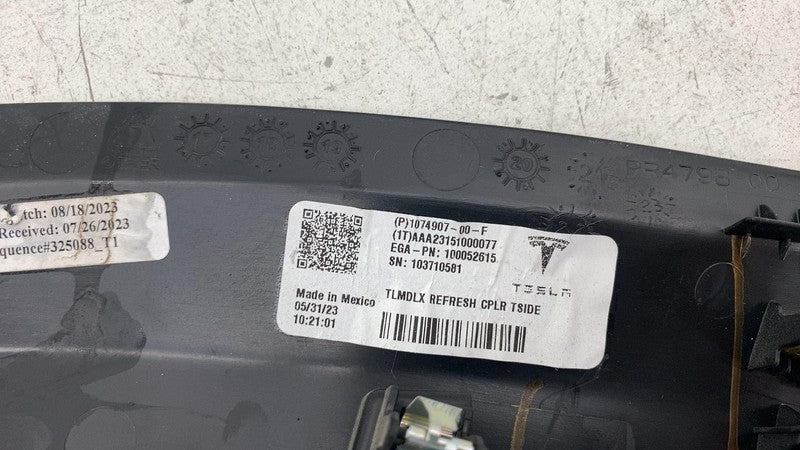 tch: 08/18/2023
Received: 07/26/2023
quence#325088_T1
(P)1074907-00-F
(1T)AAA23151000077
EGA-PN: 100052615
SN: 103710581
TESLA
Made in Mexico
05/31/23
10:21:01
TLMDLX REFRESH CPLR TSIDE
20